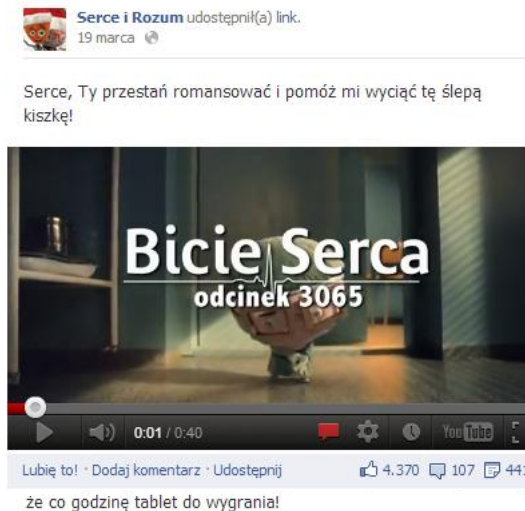 Serce i Rozum udostępnił(a) link.
19 marca
Serce, Ty przestań romansować i pomóż mi wyciąć tę ślepą
kiszkę!
Bicie Serca
odcinek 3065
0:01 / 0:40
YouTube
Lubię to! · Dodaj komentarz · Udostępnij 4.370 107 441
że co godzinę tablet do wygrania!